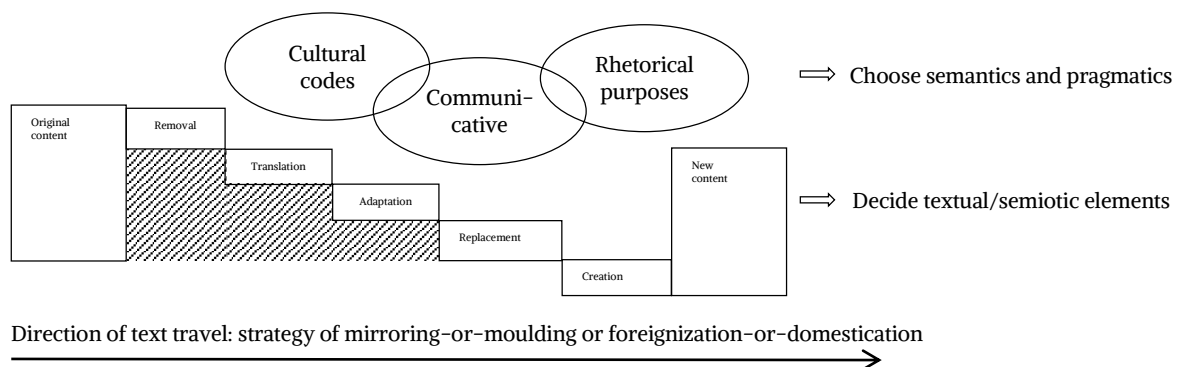 Cultural
codes
Communi-
cative
Rhetorical
purposes
Choose semantics and pragmatics
Original
content
Removal
Translation
Adaptation
Replacement
Creation
New
content
Decide textual/semiotic elements
Direction of text travel: strategy of mirroring-or-moulding or foreignization-or-domestication